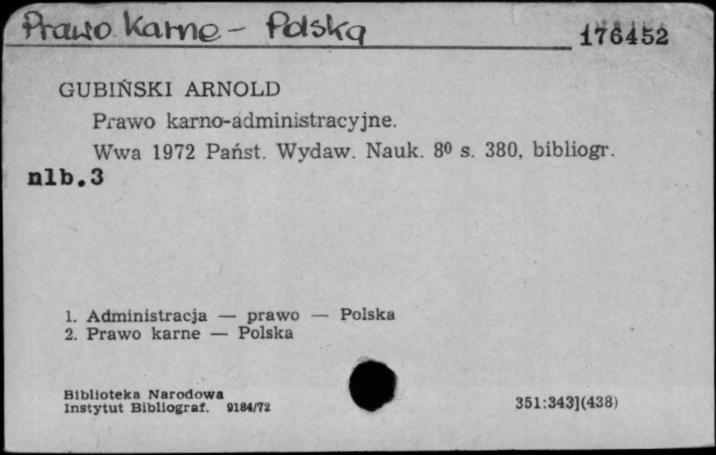 Prawo Karne - Polska
176452
GUBIŃSKI ARNOLD
Prawo karno-administracyjne.
Wwa 1972 Państ. Wydaw. Nauk. 8⁰ s. 380, bibliogr.
nlb.3
1. Administracja — prawo — Polska
2. Prawo karne — Polska
Biblioteka Narodowa
Instytut Bibliograf. 9184/72
351:343](438)